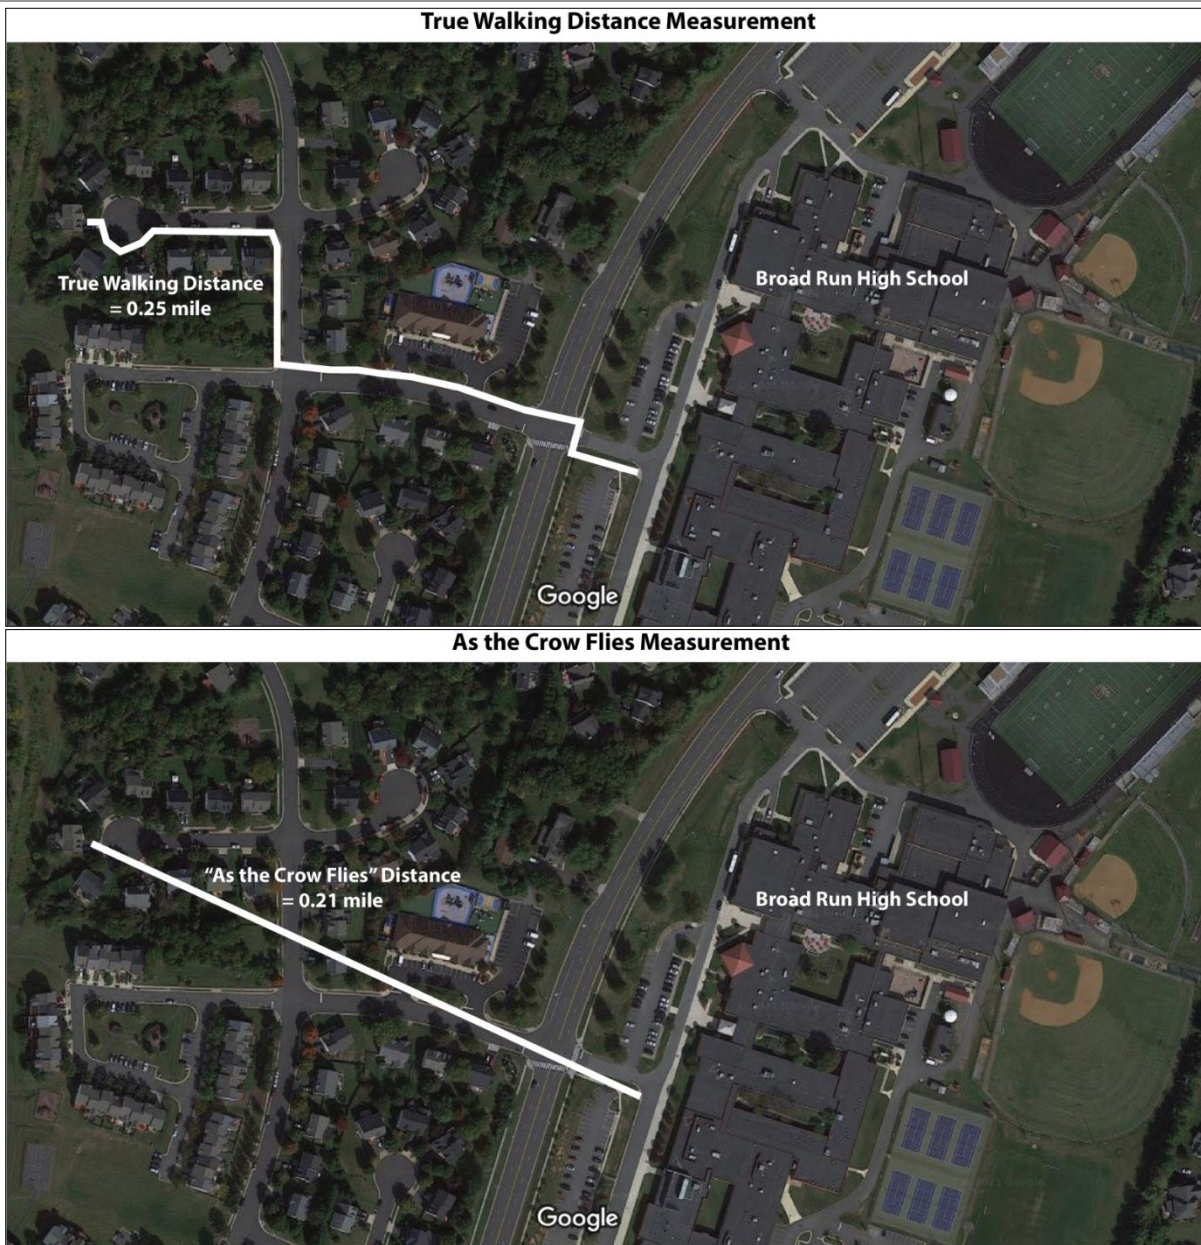 True Walking Distance Measurement
True Walking Distance
= 0.25 mile
Broad Run High School
Google
As the Crow Flies Measurement
“As the Crow Flies” Distance
= 0.21 mile
Broad Run High School
Google